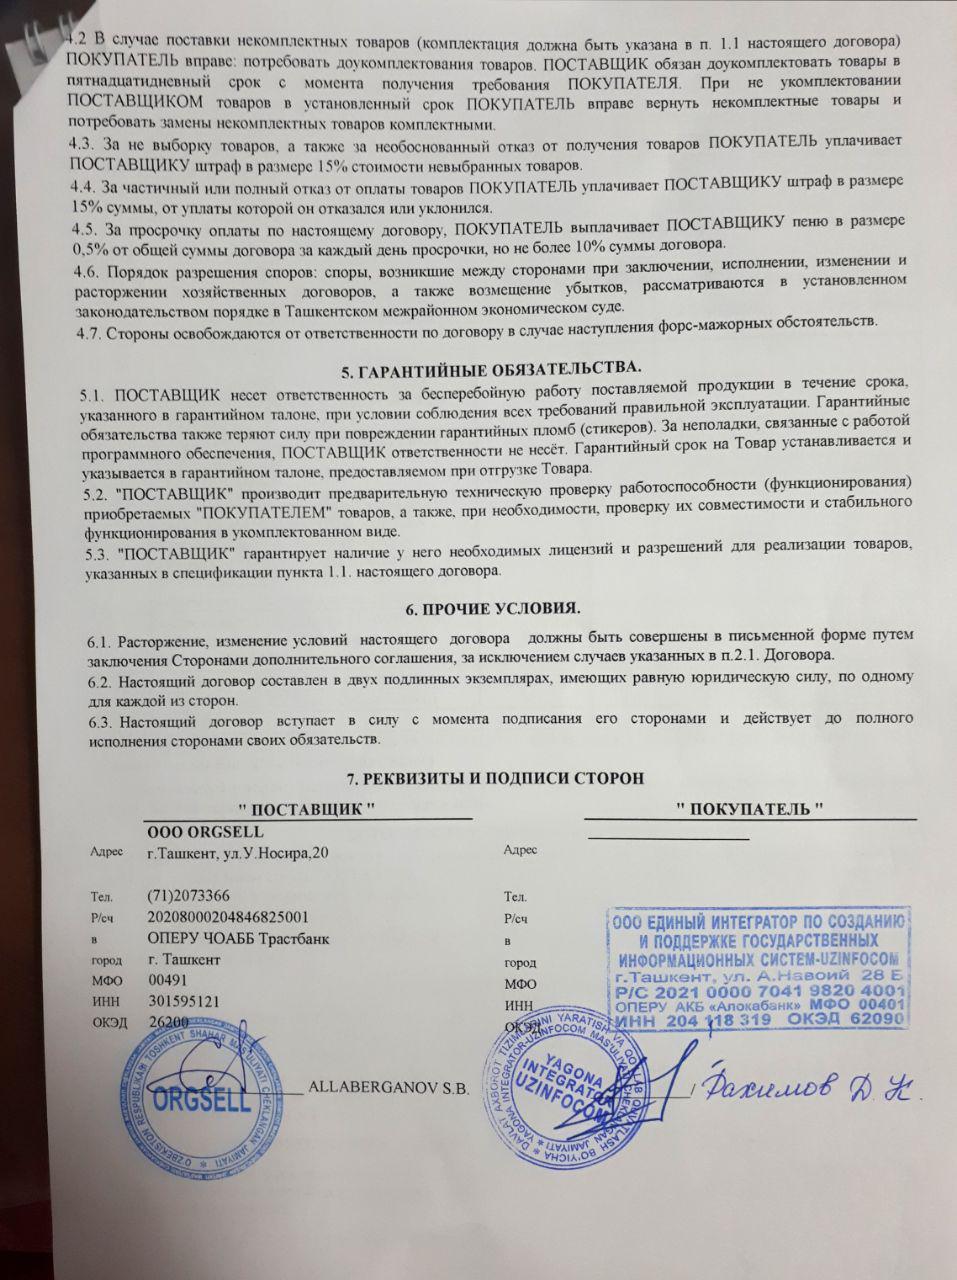 4.2 В случае поставки некомплектных товаров (комплектация должна быть указана в п. 1.1 настоящего договора)
ПОКУПАТЕЛЬ вправе: потребовать доукомплектования товаров. ПОСТАВЩИК обязан доукомплектовать товары в
пятнадцатидневный срок с момента получения требования ПОКУПАТЕЛЯ. При не укомплектовании
ПОСТАВЩИКОМ товаров в установленный срок ПОКУПАТЕЛЬ вправе вернуть некомплектные товары и
потребовать замены некомплектных товаров комплектными.
4.3. За не выборку товаров, а также за необоснованный отказ от получения товаров ПОКУПАТЕЛЬ уплачивает
ПОСТАВЩИКУ штраф в размере 15% стоимости невыбранных товаров.
4.4. За частичный или полный отказ от оплаты товаров ПОКУПАТЕЛЬ уплачивает ПОСТАВЩИКУ штраф в размере
15% суммы, от уплаты которой он отказался или уклонился.
4.5. За просрочку оплаты по настоящему договору, ПОКУПАТЕЛЬ выплачивает ПОСТАВЩИКУ пеню в размере
0,5% от общей суммы договора за каждый день просрочки, но не более 10% суммы договора.
4.6. Порядок разрешения споров: споры, возникшие между сторонами при заключении, исполнении, изменении и
расторжении хозяйственных договоров, а также возмещение убытков, рассматриваются в установленном
законодательством порядке в Ташкентском межрайонном экономическом суде.
4.7. Стороны освобождаются от ответственности по договору в случае наступления форс-мажорных обстоятельств.
5. ГАРАНТИЙНЫЕ ОБЯЗАТЕЛЬСТВА.
5.1. ПОСТАВЩИК несет ответственность за бесперебойную работу поставляемой продукции в течение срока,
указанного в гарантийном талоне, при условии соблюдения всех требований правильной эксплуатации. Гарантийные
обязательства также теряют силу при повреждении гарантийных пломб (стикеров). За неполадки, связанные с работой
программного обеспечения, ПОСТАВЩИК ответственности не несёт. Гарантийный срок на Товар устанавливается и
указывается в гарантийном талоне, предоставляемом при отгрузке Товара.
5.2. "ПОСТАВЩИК" производит предварительную техническую проверку работоспособности (функционирования)
приобретаемых "ПОКУПАТЕЛЕМ" товаров, а также, при необходимости, проверку их совместимости и стабильного
функционирования в укомплектованном виде.
5.3. "ПОСТАВЩИК" гарантирует наличие у него необходимых лицензий и разрешений для реализации товаров,
указанных в спецификации пункта 1.1. настоящего договора.
6. ПРОЧИЕ УСЛОВИЯ.
6.1. Расторжение, изменение условий настоящего договора должны быть совершены в письменной форме путем
заключения Сторонами дополнительного соглашения, за исключением случаев указанных в п.2.1. Договора.
6.2. Настоящий договор составлен в двух подлинных экземплярах, имеющих равную юридическую силу, по одному
для каждой из сторон.
6.3. Настоящий договор вступает в силу с момента подписания его сторонами и действует до полного
исполнения сторонами своих обязательств.
7. РЕКВИЗИТЫ И ПОДПИСИ СТОРОН
" ПОСТАВЩИК "
ООО ORGSELL
Адрес г.Ташкент, ул.У.Носира,20
Тел. (71)2073366
Р/сч 20208000204846825001
в ОПЕРУ ЧОАББ Трастбанк
город г. Ташкент
МФО 00491
ИНН 301595121
ОКЭД 26200
O'ZBEKISTON RESPUBLIKASI TOSHKENT SHAHAR MAS'ULIYATI CHEKLANGAN JAMIYATI
ORGSELL
ALLABERGANOV S.B.
" ПОКУПАТЕЛЬ "
Адрес
Тел.
Р/сч
в
город
МФО
ИНН
ОКЭД
ООО ЕДИНЫЙ ИНТЕГРАТОР ПО СОЗДАНИЮ
И ПОДДЕРЖКЕ ГОСУДАРСТВЕННЫХ
ИНФОРМАЦИОННЫХ СИСТЕМ-UZINFOCOM
г.Ташкент, ул. А.Навоий 28 Б
Р/С 2021 0000 7041 9820 4001
ОПЕРУ АКБ «Алокабанк» МФО 00401
ИНН 204 118 319 ОКЭД 62090
DAVLAT AXBOROT TIZIMLARINI YARATISH VA QO'LLAB QUVVATLASH BO'YICHA
YAGONA INTEGRATOR-UZINFOCOM MAS'ULIYATI CHEKLANGAN JAMIYATI
YAGONA
INTEGRATOR
UZINFOCOM
/ Рахимов Д. К.